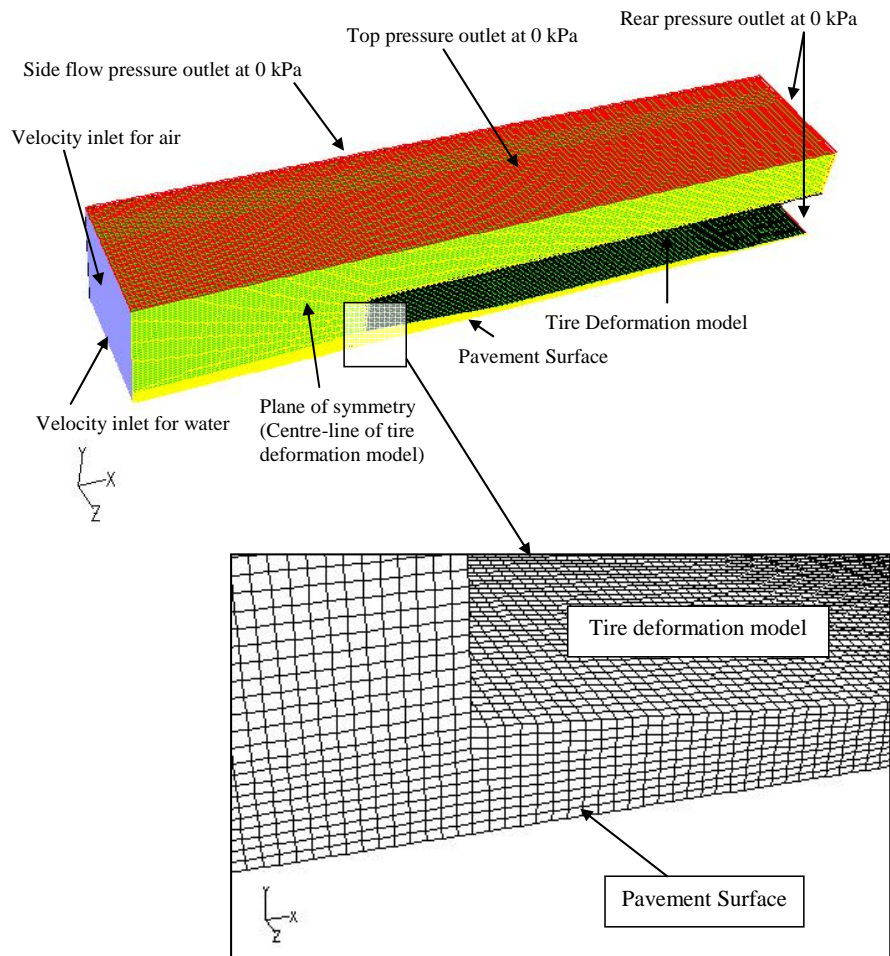 Rear pressure outlet at 0 kPa
Top pressure outlet at 0 kPa
Side flow pressure outlet at 0 kPa
Velocity inlet for air
Tire Deformation model
Pavement Surface
Plane of symmetry
(Centre-line of tire
deformation model)
Velocity inlet for water
Y
X
Z
Tire deformation model
Pavement Surface
Y
X
Z